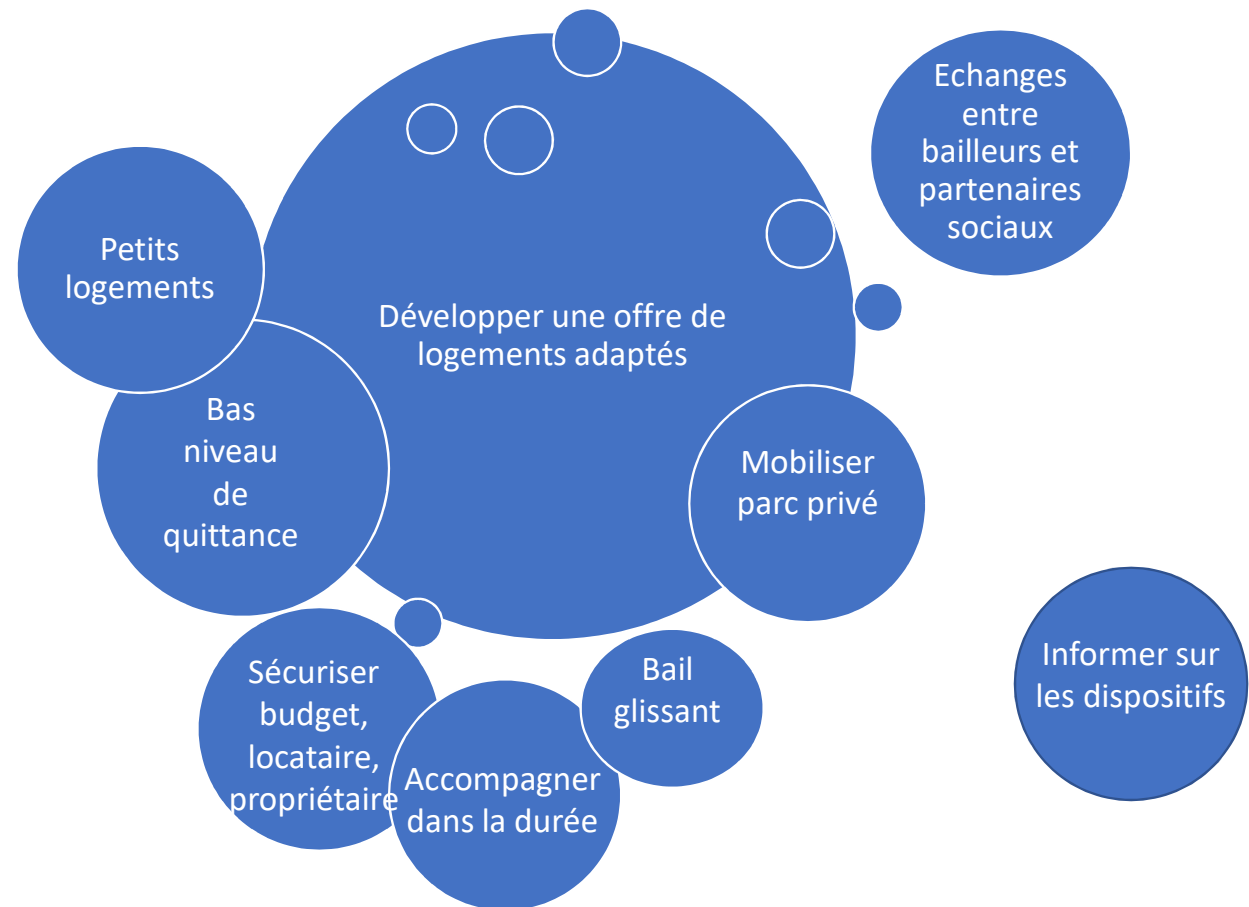 Echanges
entre
bailleurs et
partenaires
sociaux
Petits
logements
Développer une offre de
logements adaptés
Bas
niveau
de
quittance
Mobiliser
parc privé
Sécuriser
budget,
locataire,
propriétaire
Bail
glissant
Informer sur
les dispositifs
Accompagner
dans la durée